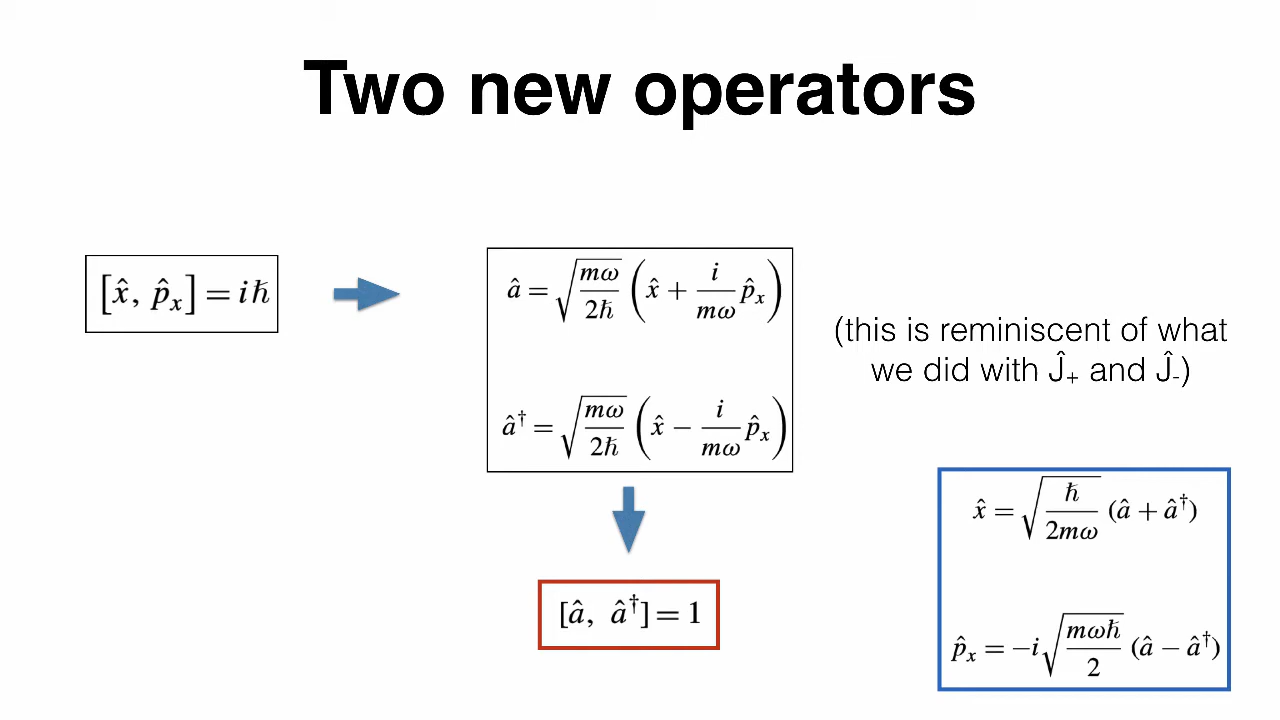 Two new operators
[x̂, p̂ₓ] = iħ
â = √(mω/2ħ) (x̂ + i/mω p̂ₓ)
â† = √(mω/2ħ) (x̂ − i/mω p̂ₓ)
(this is reminiscent of what
we did with Ĵ₊ and Ĵ₋)
[â, â†] = 1
x̂ = √(ħ/2mω) (â + â†)
p̂ₓ = −i√(mωħ/2) (â − â†)